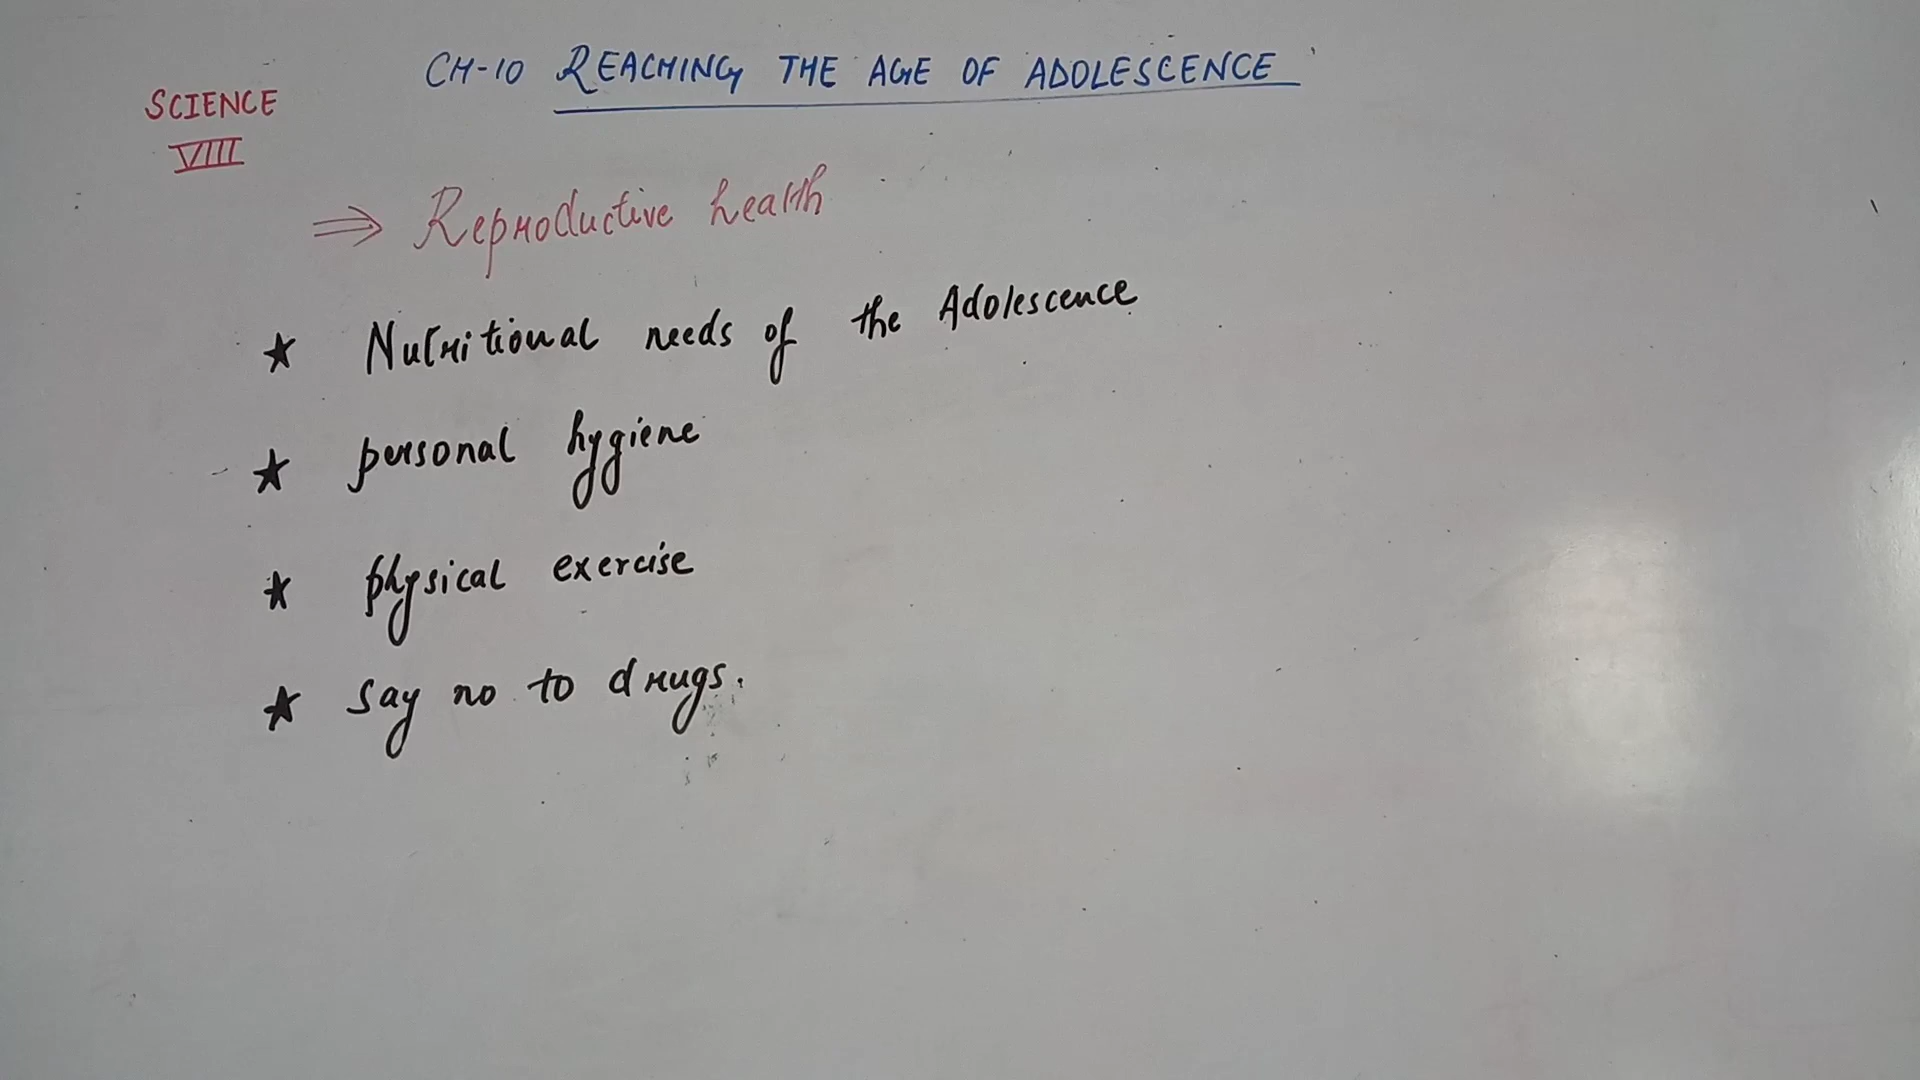 CH-10 REACHING THE AGE OF ADOLESCENCE
SCIENCE
VIII
⇒ Reproductive health
★ Nutritional needs of the Adolescence
★ personal hygiene
★ physical exercise
★ Say no to drugs.